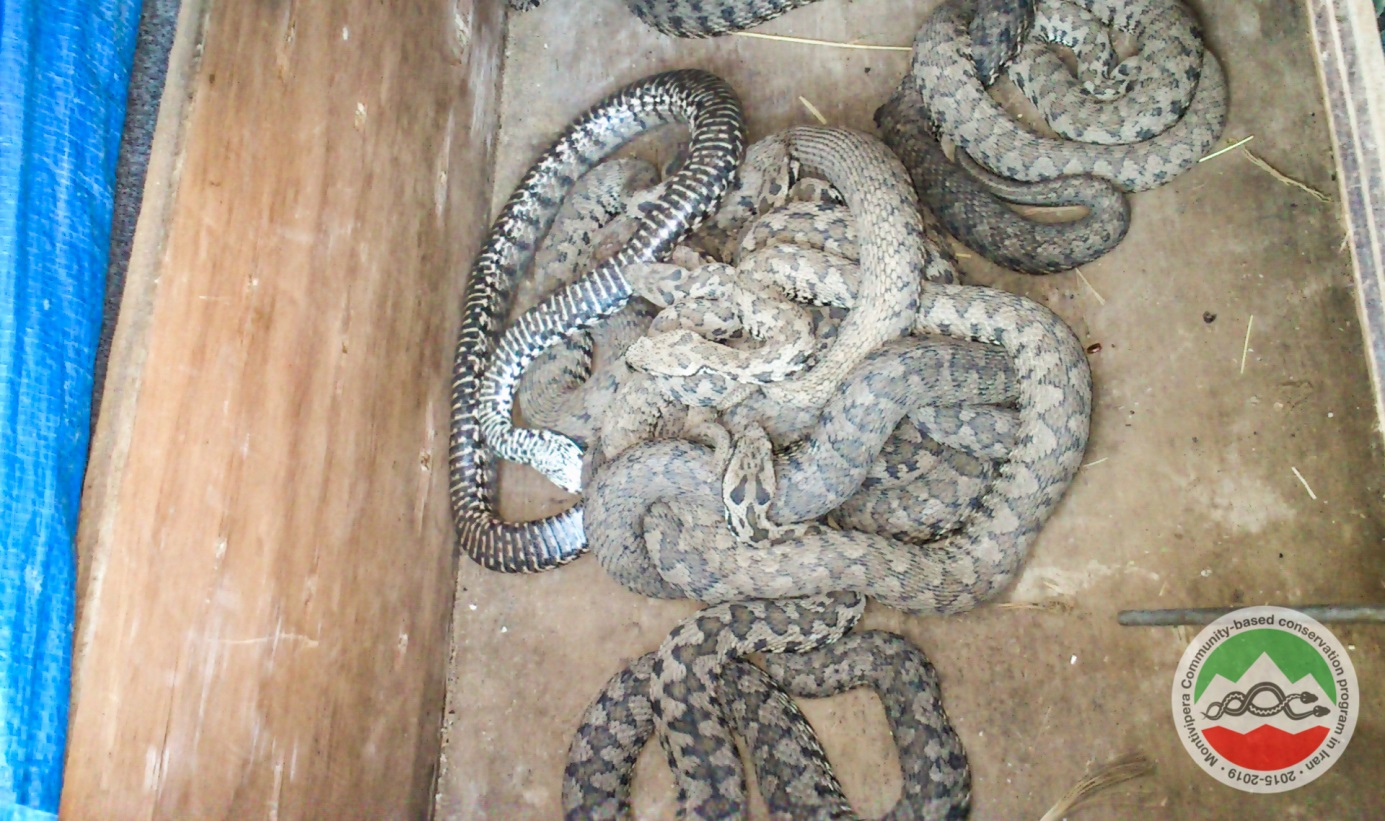 Montivipera Community-based conservation program in Iran · 2015-2019 ·